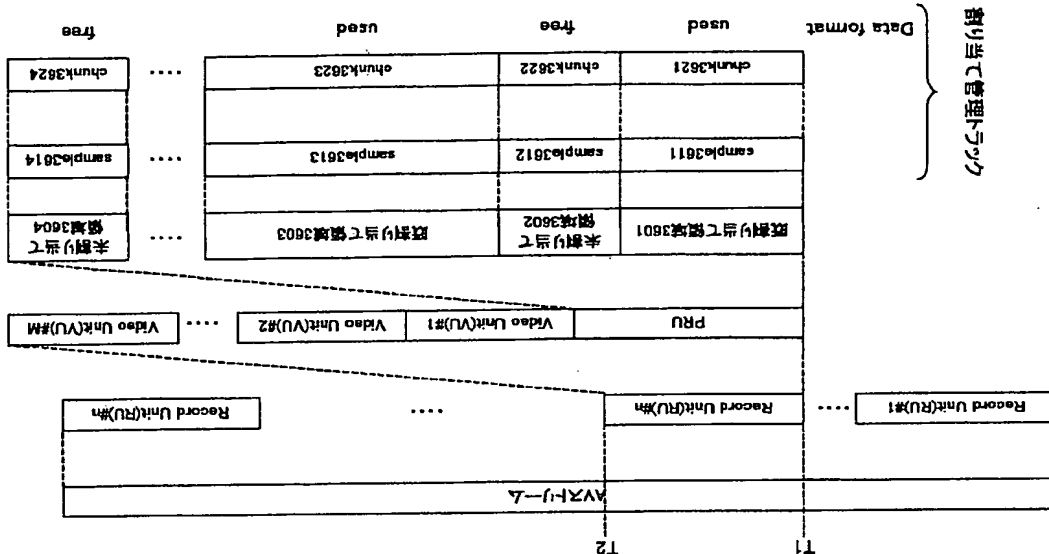 T1
T2
AVストリーム
Record Unit(RU)#1
....
Record Unit(RU)#n
....
Record Unit(RU)#n
PRU
Video Unit(VU)#1
Video Unit(VU)#2
....
Video Unit(VU)#M
既割り当て領域3601
未割り当て
領域3602
既割り当て領域3603
....
未割り当て
領域3604
割り当て管理トラック
sample3611
sample3612
sample3613
....
sample3614
chunk3621
chunk3622
chunk3623
....
chunk3624
Data format
used
free
used
free